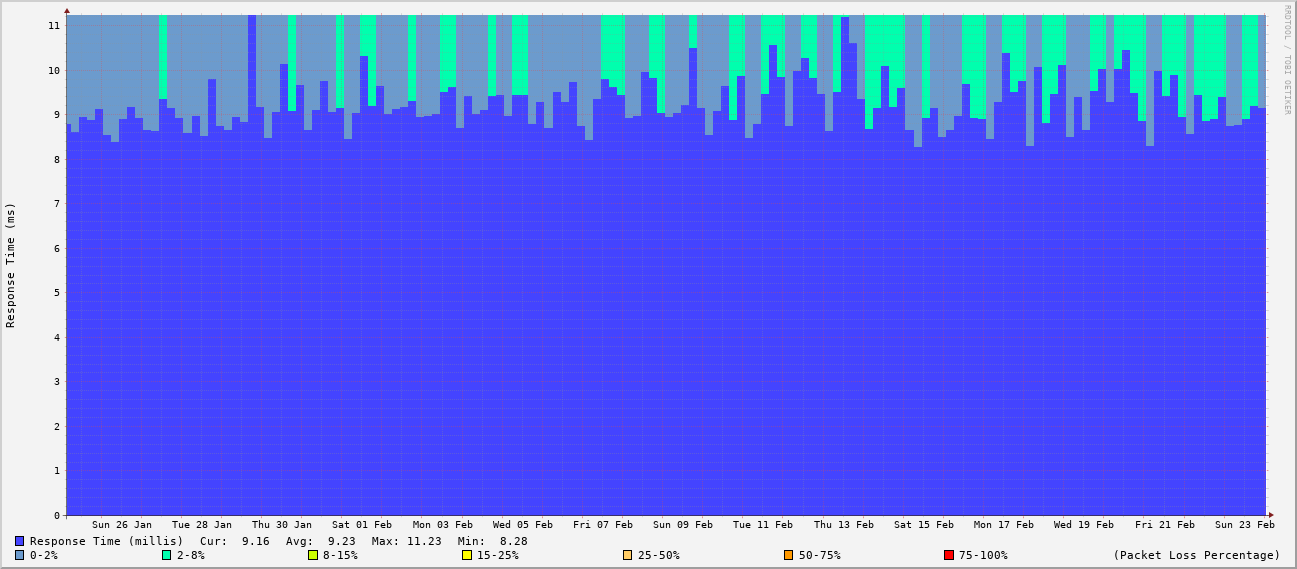 RRDTOOL / TOBI OETIKER
Response Time (ms)
11
10
9
8
7
6
5
4
3
2
1
0
Sun 26 Jan Tue 28 Jan Thu 30 Jan Sat 01 Feb Mon 03 Feb Wed 05 Feb Fri 07 Feb Sun 09 Feb Tue 11 Feb Thu 13 Feb Sat 15 Feb Mon 17 Feb Wed 19 Feb Fri 21 Feb Sun 23 Feb
Response Time (millis) Cur: 9.16 Avg: 9.23 Max: 11.23 Min: 8.28
0-2% 2-8% 8-15% 15-25% 25-50% 50-75% 75-100% (Packet Loss Percentage)